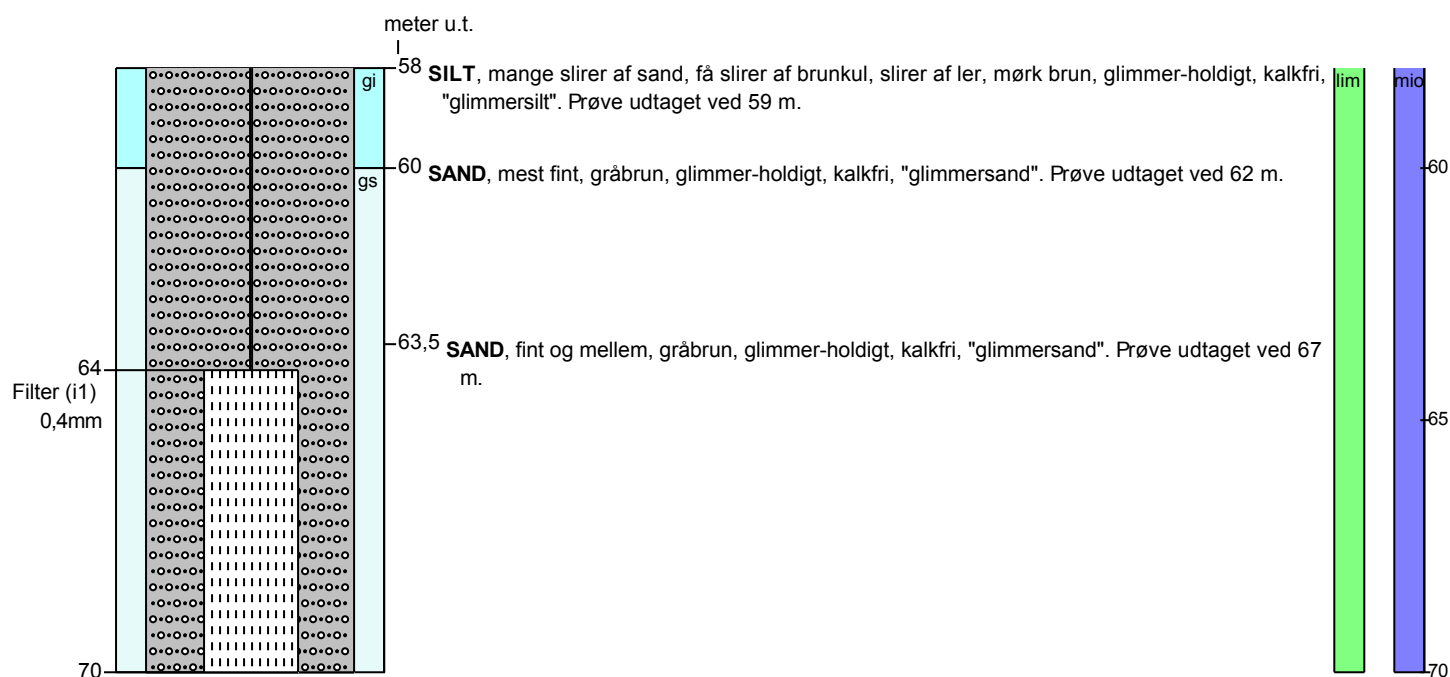 meter u.t.
58 SILT, mange slirer af sand, få slirer af brunkul, slirer af ler, mørk brun, glimmer-holdigt, kalkfri,
"glimmersilt". Prøve udtaget ved 59 m.
gi
lim
mio
60 SAND, mest fint, gråbrun, glimmer-holdigt, kalkfri, "glimmersand". Prøve udtaget ved 62 m.
60
gs
63,5 SAND, fint og mellem, gråbrun, glimmer-holdigt, kalkfri, "glimmersand". Prøve udtaget ved 67
m.
64
Filter (i1)
0,4mm
65
70
70